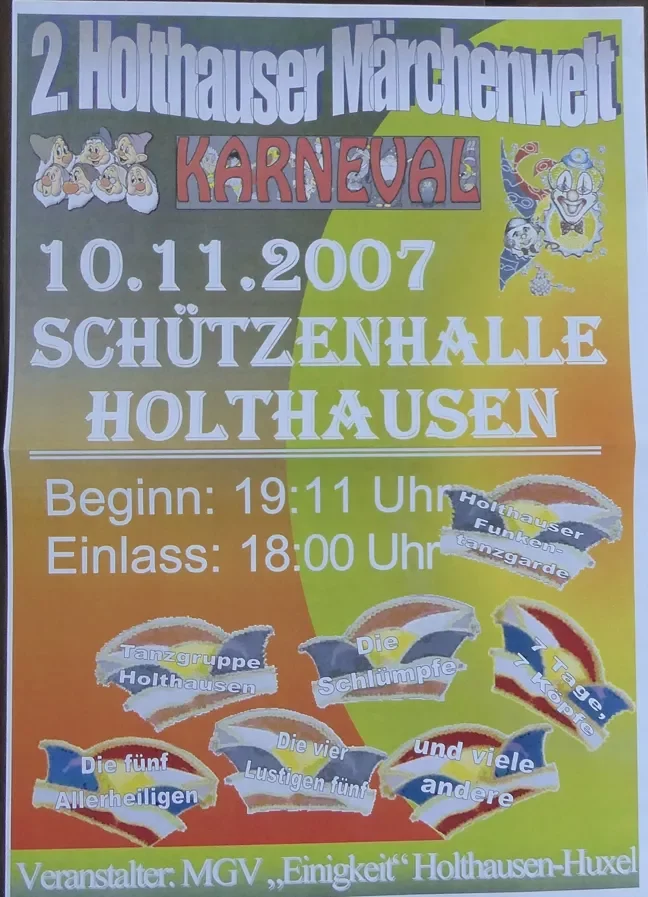 2. Holthauser Märchenwelt
KARNEVAL
10.11.2007
SCHÜTZENHALLE
HOLTHAUSEN
Beginn: 19:11 Uhr
Einlass: 18:00 Uhr
Holthauser
Funken-
tanzgarde
Tanzgruppe
Holthausen
Die
Schlümpfe
7 Tage,
7 Köpfe
Die fünf
Allerheiligen
Die vier
Lustigen fünf
und viele
andere
Veranstalter: MGV „Einigkeit“ Holthausen-Huxel